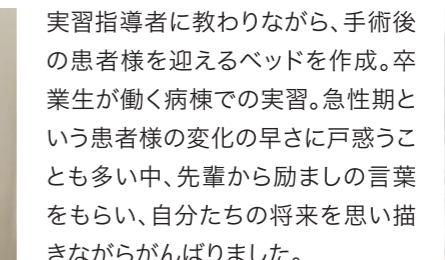 実習指導者に教わりながら、手術後
の患者様を迎えるベッドを作成。卒
業生が働く病棟での実習。急性期と
いう患者様の変化の早さに戸惑うこ
とも多い中、先輩から励ましの言葉
をもらい、自分たちの将来を思い描
きながらがんばりました。